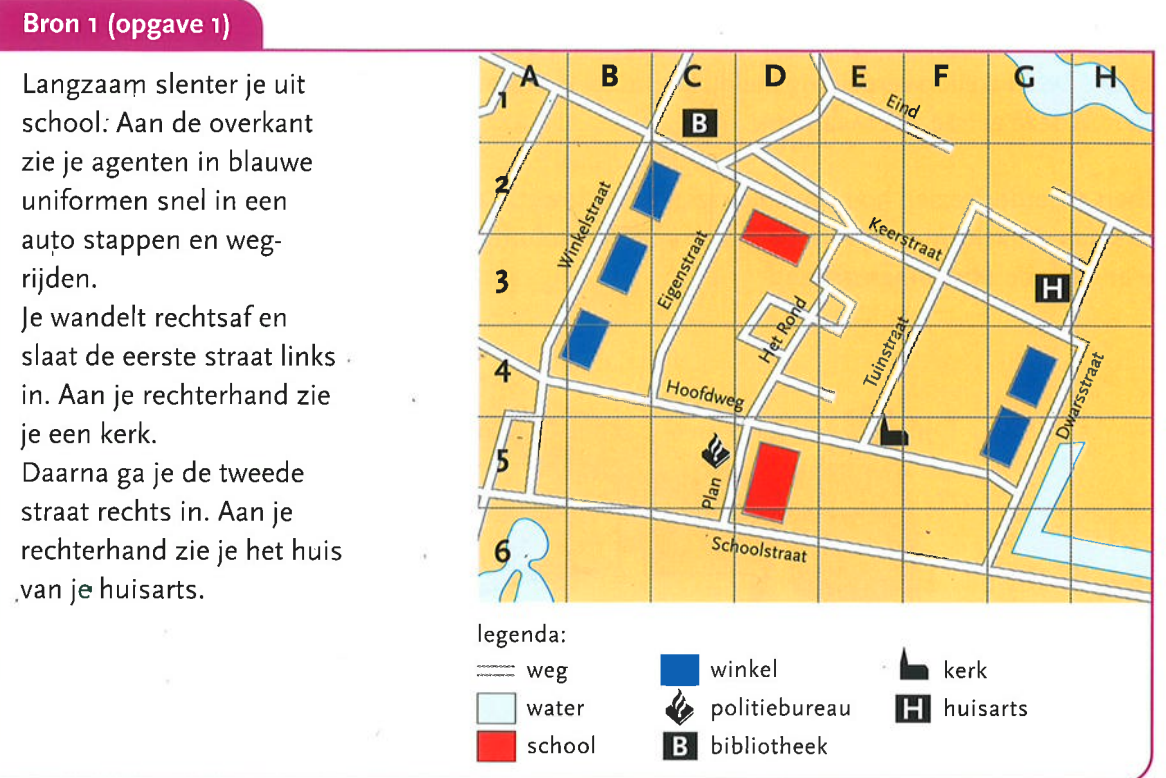 Bron 1 (opgave 1)
Langzaam slenter je uit
school. Aan de overkant
zie je agenten in blauwe
uniformen snel in een
auto stappen en weg-
rijden.
Je wandelt rechtsaf en
slaat de eerste straat links
in. Aan je rechterhand zie
je een kerk.
Daarna ga je de tweede
straat rechts in. Aan je
rechterhand zie je het huis
van je huisarts.
A B C D E F G H
1
B
Eind
2
Winkelstraat
Eigenstraat
Keerstraat
3
H
Het Rond
Tuinstraat
4
Hoofdweg
Dwarsstraat
5
Plan
6
Schoolstraat
legenda:
weg
water
school
winkel
politiebureau
B bibliotheek
kerk
H huisarts